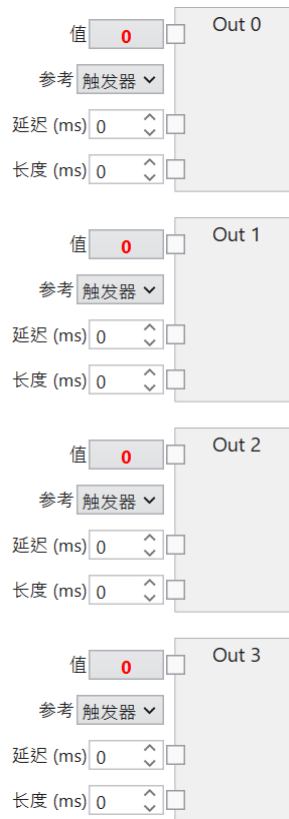 值 0 Out 0
参考 触发器
延迟 (ms) 0
长度 (ms) 0
值 0 Out 1
参考 触发器
延迟 (ms) 0
长度 (ms) 0
值 0 Out 2
参考 触发器
延迟 (ms) 0
长度 (ms) 0
值 0 Out 3
参考 触发器
延迟 (ms) 0
长度 (ms) 0